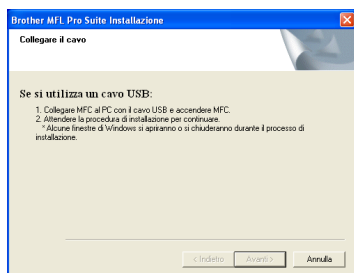 Brother MFL Pro Suite Installazione
Collegare il cavo
Se si utilizza un cavo USB:
1. Collegare MFC al PC con il cavo USB e accendere MFC.
2. Attendere la procedura di installazione per continuare.
*Alcune finestre di Windows si apriranno o si chiuderanno durante il processo di
installazione.
< Indietro Avanti > Annulla